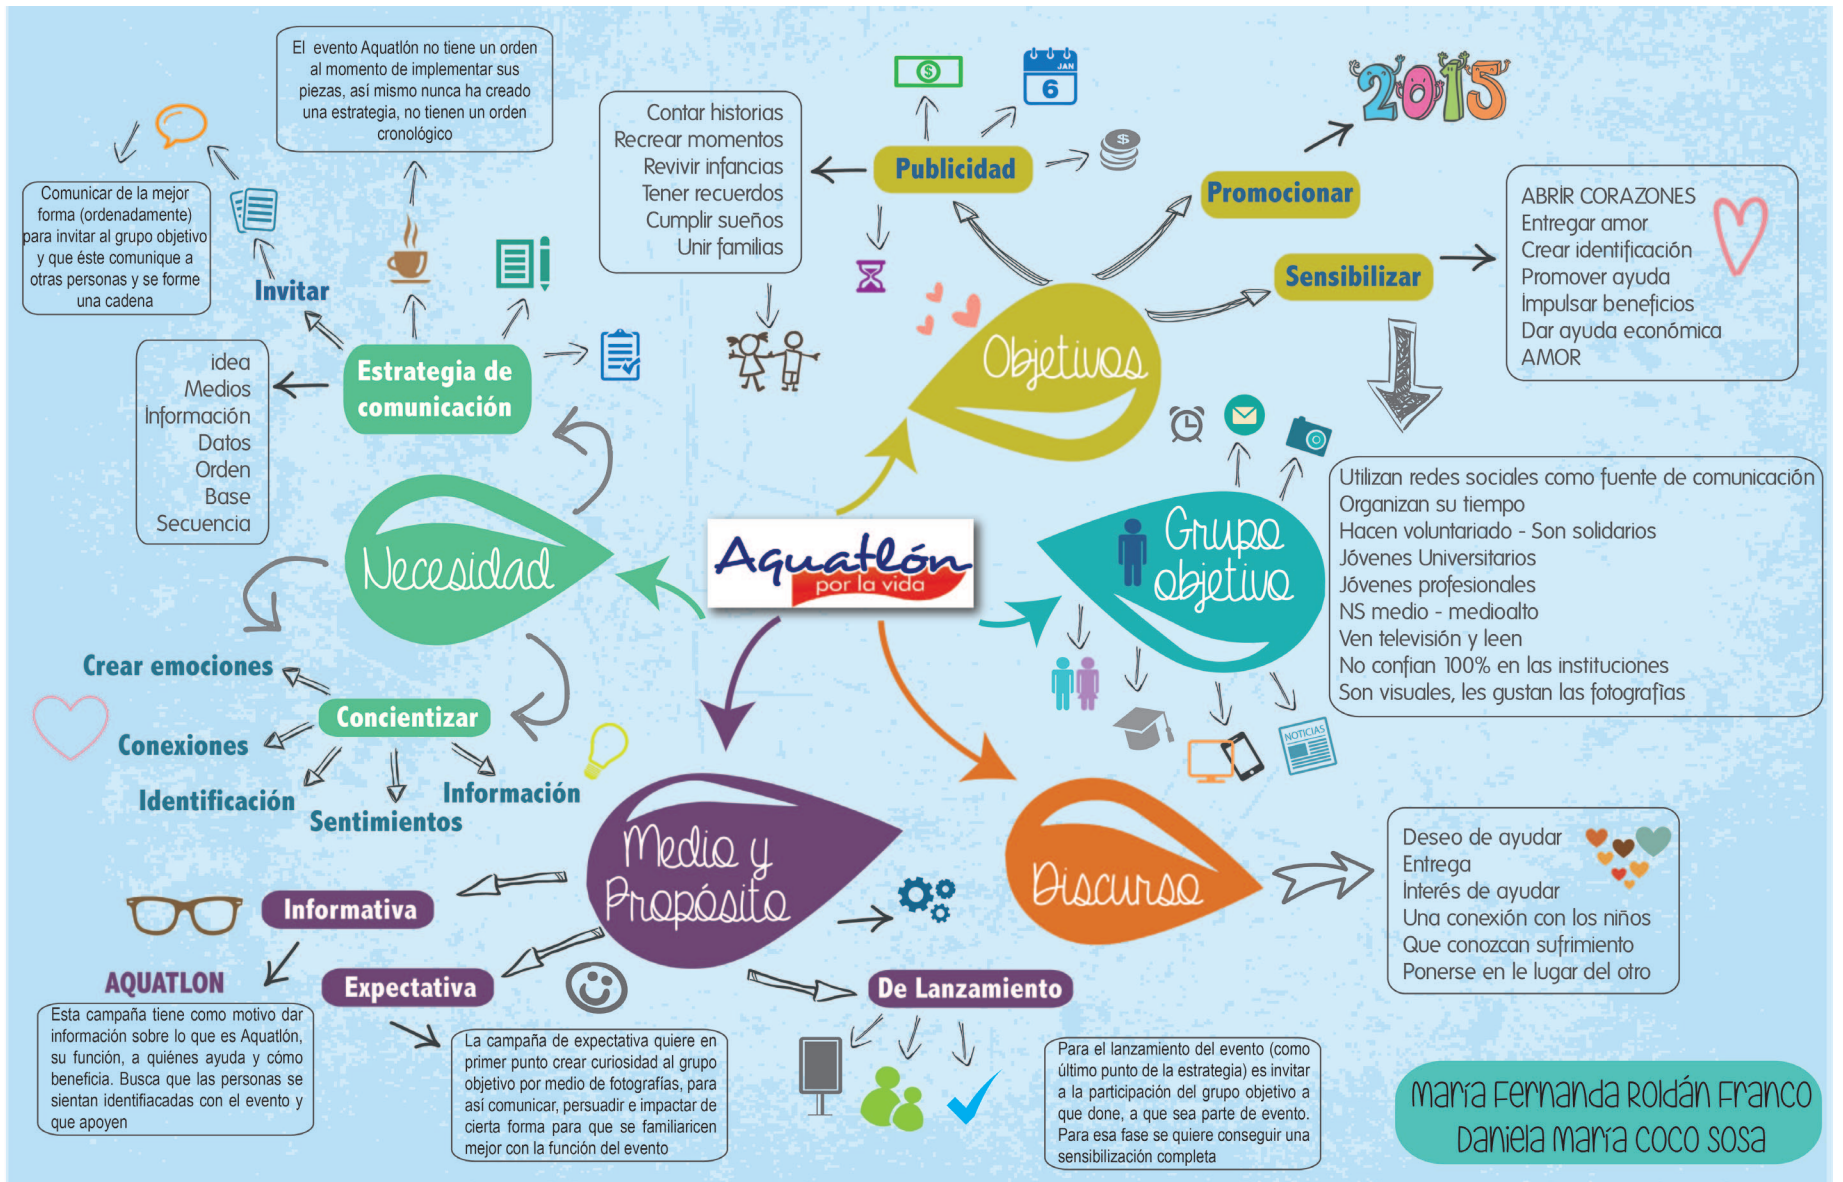 El evento Aquatlón no tiene un orden
al momento de implementar sus
piezas, así mismo nunca ha creado
una estrategia, no tienen un orden
cronológico
Comunicar de la mejor
forma (ordenadamente)
para invitar al grupo objetivo
y que éste comunique a
otras personas y se forme
una cadena
Invitar
Estrategia de
comunicación
idea
Medios
Información
Datos
Orden
Base
Secuencia
Necesidad
Concientizar
Crear emociones
Conexiones
Identificación
Sentimientos
Información
Contar historias
Recrear momentos
Revivir infancias
Tener recuerdos
Cumplir sueños
Unir familias
$
JAN
6
$
Publicidad
Promocionar
2015
Sensibilizar
ABRIR CORAZONES
Entregar amor
Crear identificación
Promover ayuda
Impulsar beneficios
Dar ayuda económica
AMOR
Objetivos
Aquatlón
por la vida
Grupo
objetivo
Utilizan redes sociales como fuente de comunicación
Organizan su tiempo
Hacen voluntariado - Son solidarios
Jóvenes Universitarios
Jóvenes profesionales
NS medio - medioalto
Ven televisión y leen
No confian 100% en las instituciones
Son visuales, les gustan las fotografías
NOTICIAS
Medio y
Propósito
Informativa
AQUATLON
Esta campaña tiene como motivo dar
información sobre lo que es Aquatlón,
su función, a quiénes ayuda y cómo
beneficia. Busca que las personas se
sientan identifiacadas con el evento y
que apoyen
Expectativa
La campaña de expectativa quiere en
primer punto crear curiosidad al grupo
objetivo por medio de fotografías, para
así comunicar, persuadir e impactar de
cierta forma para que se familiaricen
mejor con la función del evento
De Lanzamiento
Para el lanzamiento del evento (como
último punto de la estrategia) es invitar
a la participación del grupo objetivo a
que done, a que sea parte de evento.
Para esa fase se quiere conseguir una
sensibilización completa
Discurso
Deseo de ayudar
Entrega
Interés de ayudar
Una conexión con los niños
Que conozcan sufrimiento
Ponerse en le lugar del otro
María Fernanda Roldán Franco
Daniela María Coco Sosa